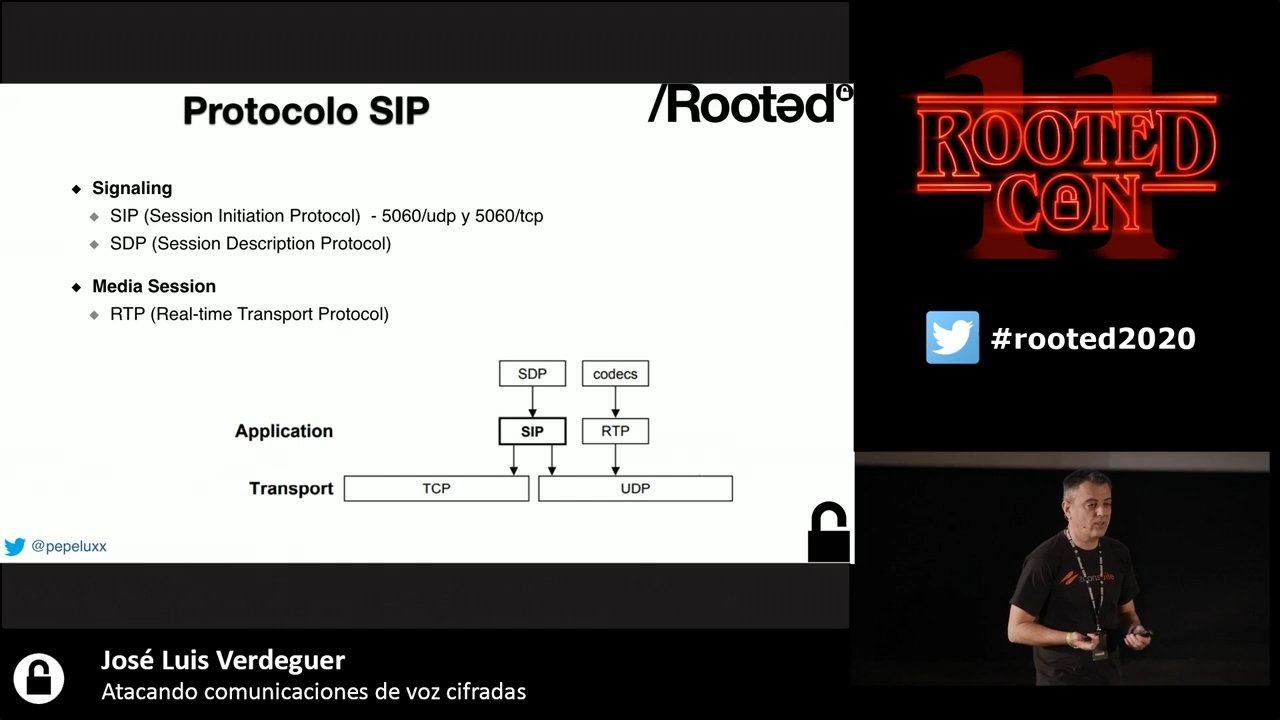 Protocolo SIP
/Rootəd
Signaling
SIP (Session Initiation Protocol) - 5060/udp y 5060/tcp
SDP (Session Description Protocol)
Media Session
RTP (Real-time Transport Protocol)
SDP
codecs
Application
SIP
RTP
Transport
TCP
UDP
@pepeluxx
11
ROOTED
CON
#rooted2020
José Luis Verdeguer
Atacando comunicaciones de voz cifradas